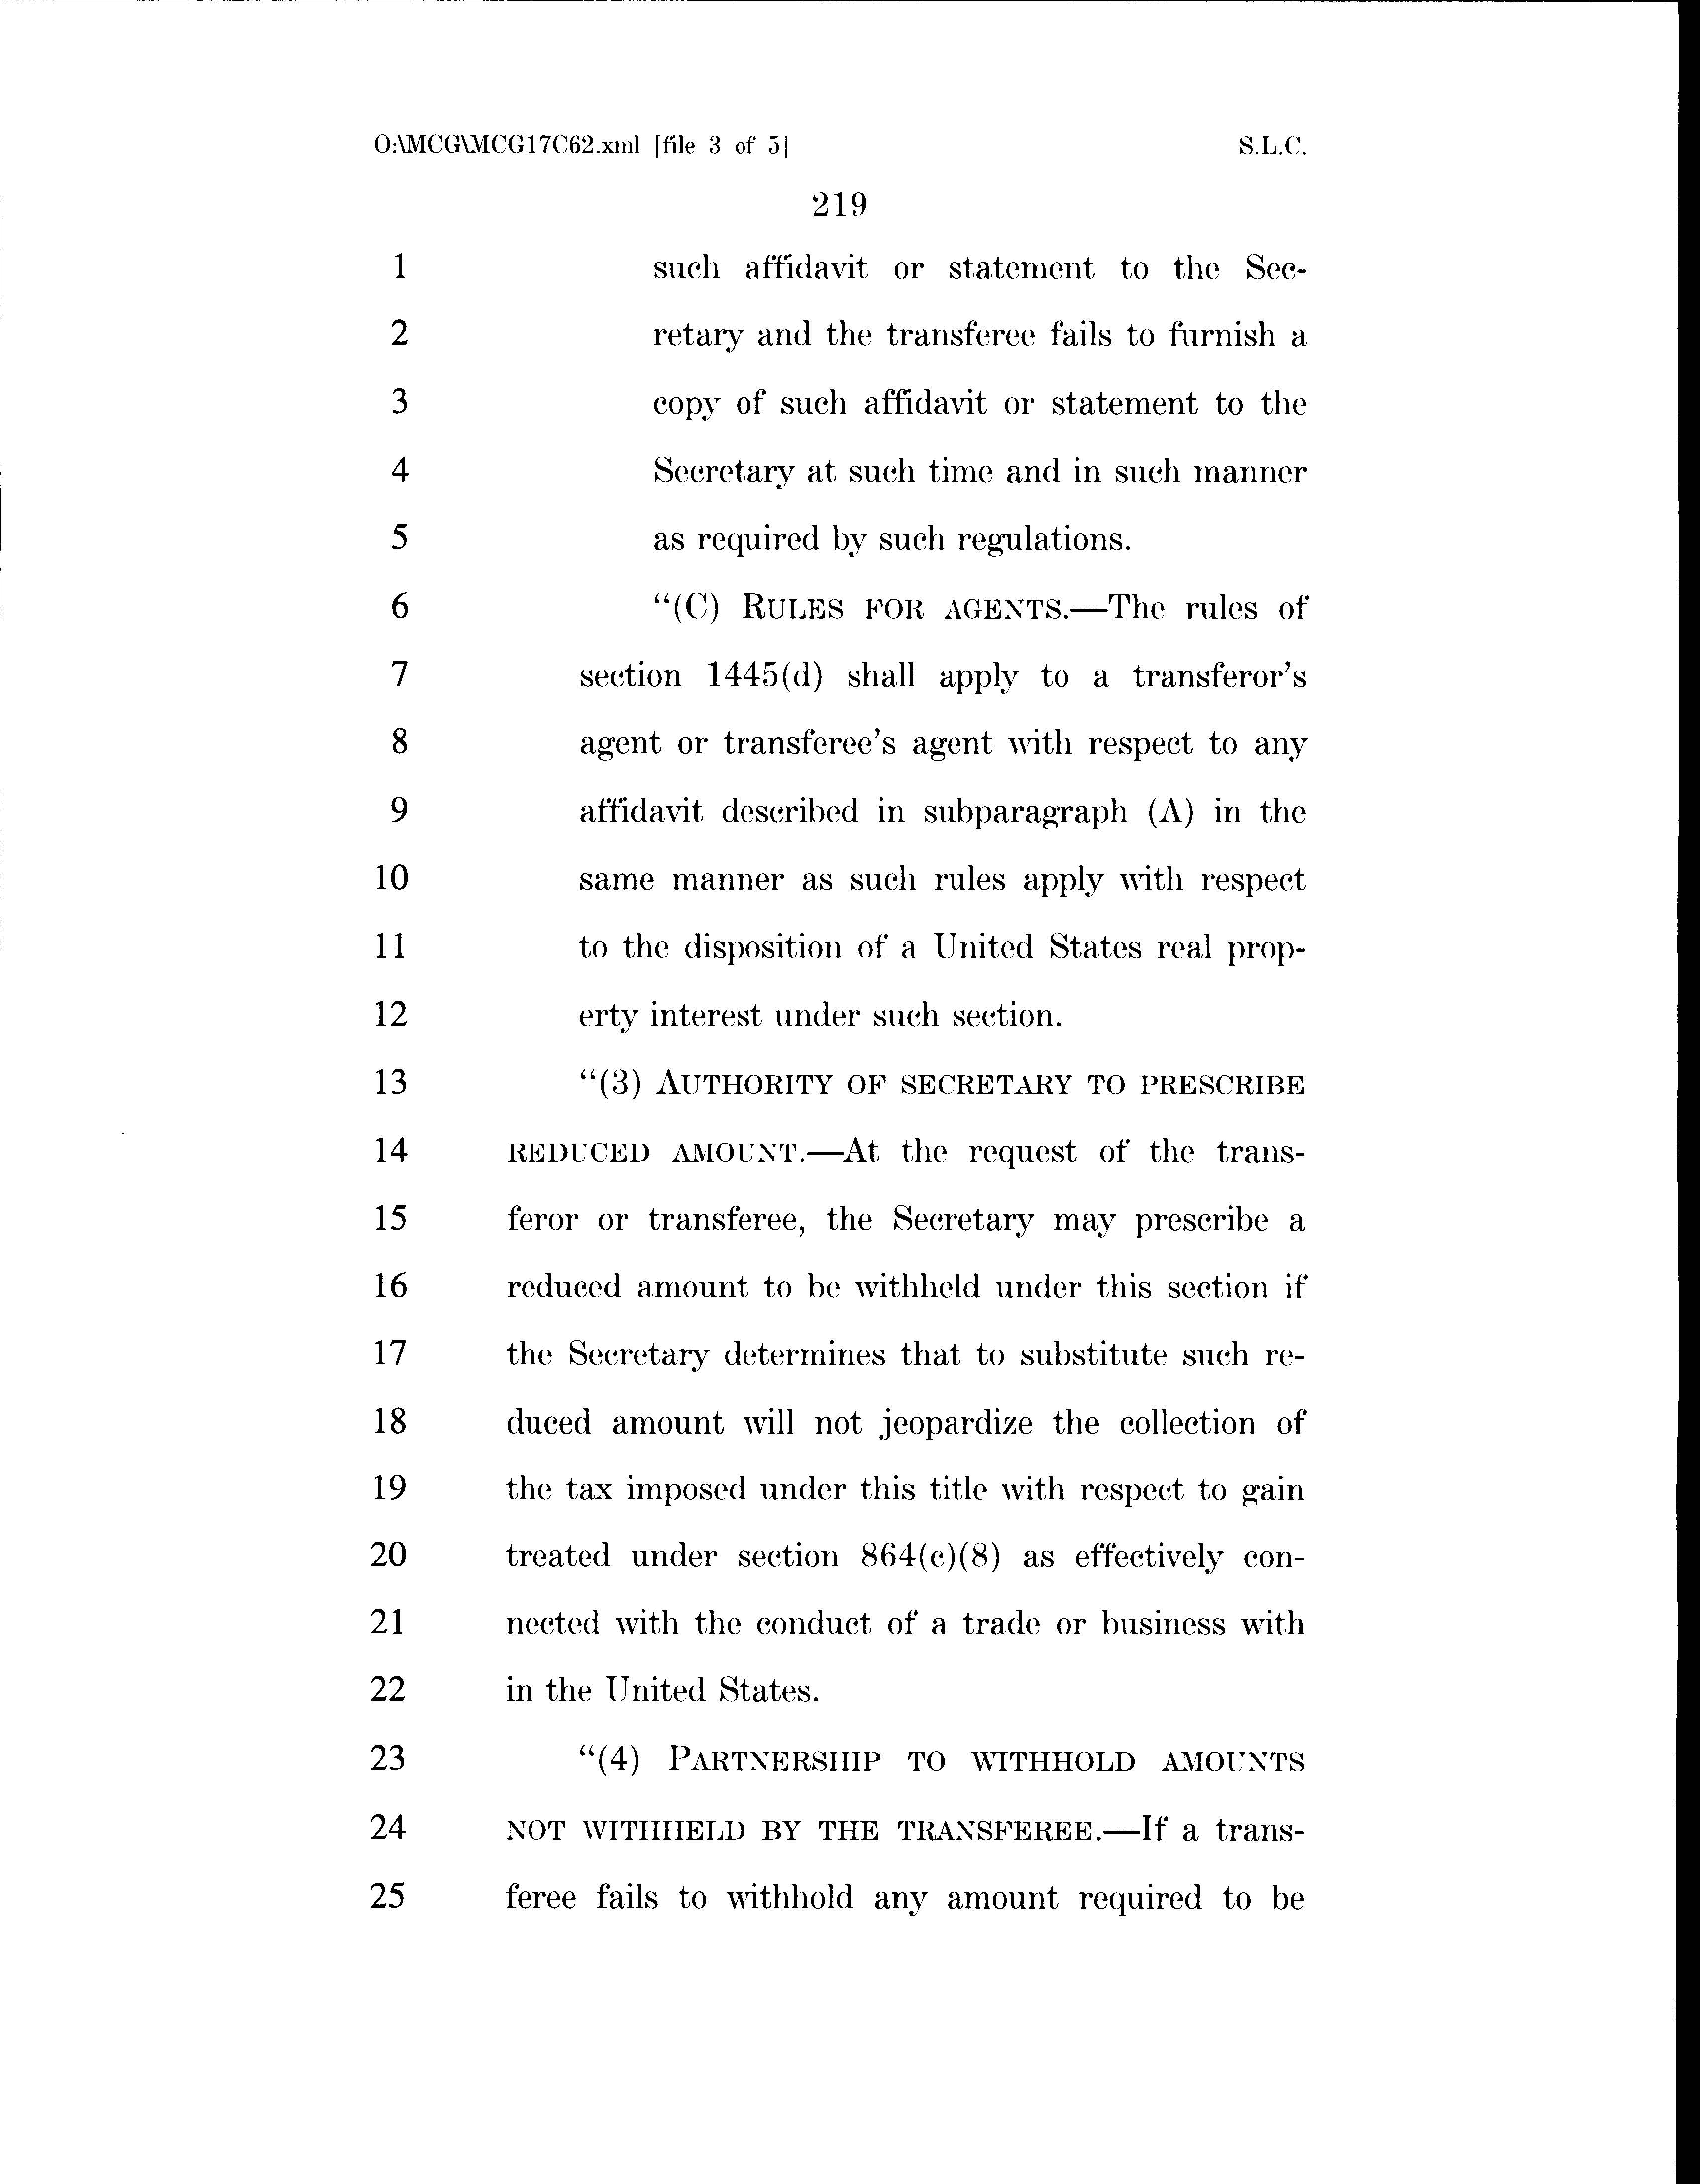 O:\MCG\MCG17C62.xml [file 3 of 5] S.L.C.
219
1 such affidavit or statement to the Sec-
2 retary and the transferee fails to furnish a
3 copy of such affidavit or statement to the
4 Secretary at such time and in such manner
5 as required by such regulations.
6 “(C) RULES FOR AGENTS.—The rules of
7 section 1445(d) shall apply to a transferor’s
8 agent or transferee’s agent with respect to any
9 affidavit described in subparagraph (A) in the
10 same manner as such rules apply with respect
11 to the disposition of a United States real prop-
12 erty interest under such section.
13 “(3) AUTHORITY OF SECRETARY TO PRESCRIBE
14 REDUCED AMOUNT.—At the request of the trans-
15 feror or transferee, the Secretary may prescribe a
16 reduced amount to be withheld under this section if
17 the Secretary determines that to substitute such re-
18 duced amount will not jeopardize the collection of
19 the tax imposed under this title with respect to gain
20 treated under section 864(c)(8) as effectively con-
21 nected with the conduct of a trade or business with
22 in the United States.
23 “(4) PARTNERSHIP TO WITHHOLD AMOUNTS
24 NOT WITHHELD BY THE TRANSFEREE.—If a trans-
25 feree fails to withhold any amount required to be